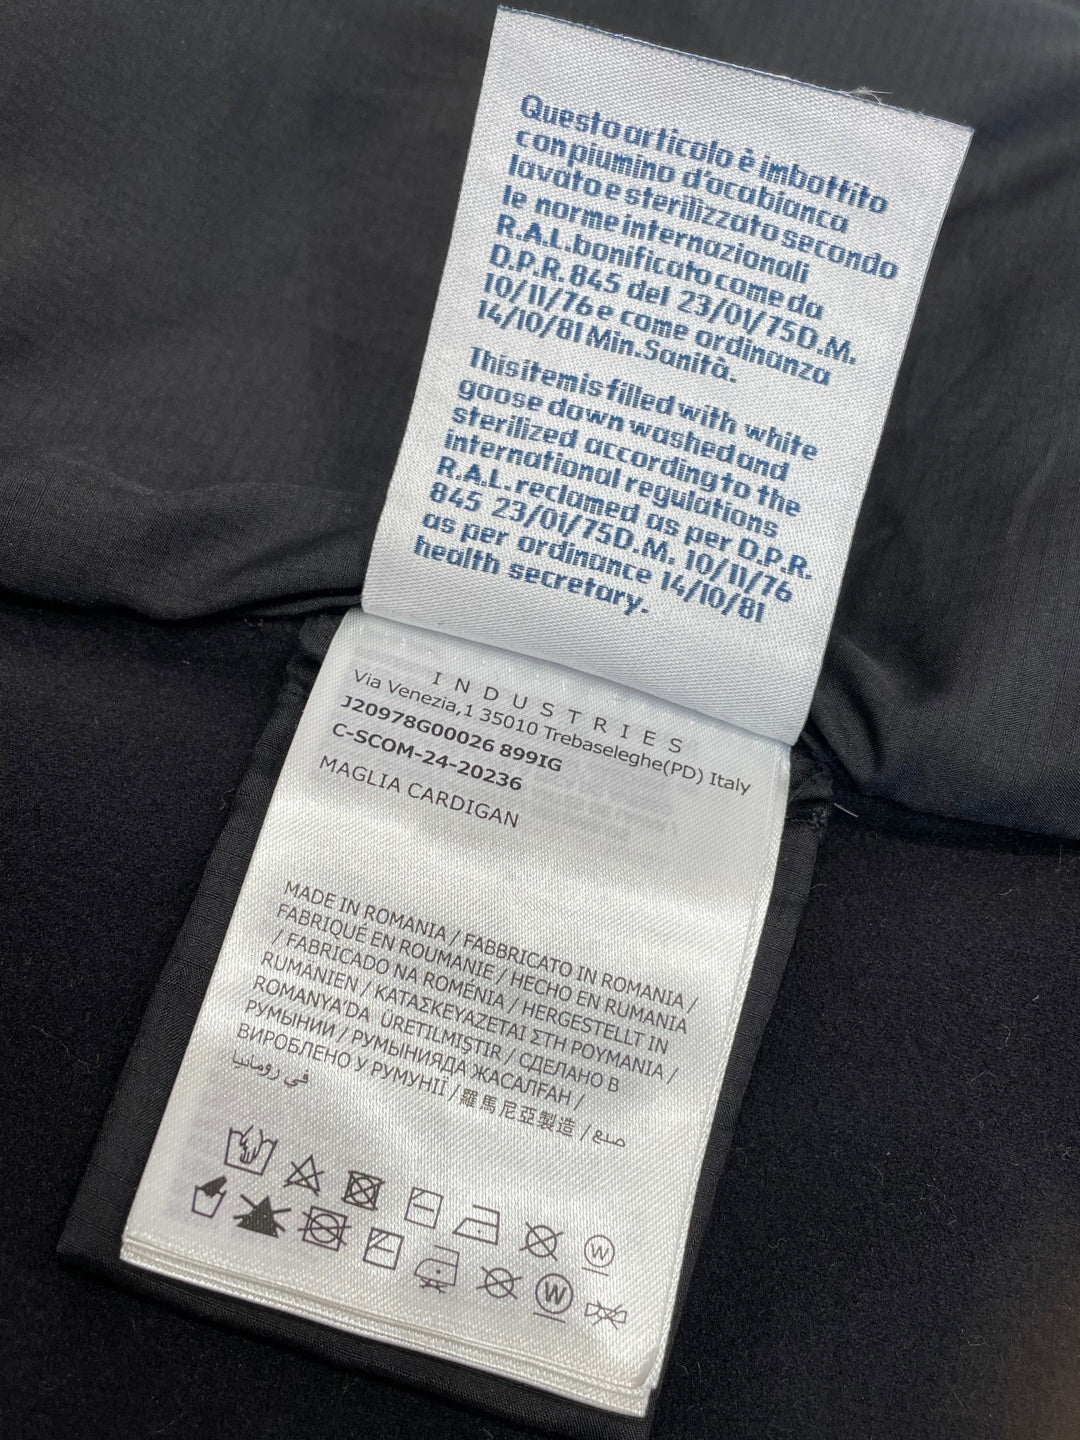 Questo articolo è imbottito
con piumino d'oca bianca
lavato e sterilizzato secondo
le norme internazionali
R.A.L. bonificato come da
D.P.R. 845 del 23/01/75 D.M.
10/11/76 e come ordinanza
14/10/81 Min. Sanità.
This item is filled with white
goose down washed and
sterilized according to the
international regulations
R.A.L. reclamed as per D.P.R.
845 23/01/75 D.M. 10/11/76
as per ordinance 14/10/81
health secretary.
INDUSTRIES
Via Venezia,1 35010 Trebaseleghe(PD) Italy
J20978G00026 899IG
C-SCOM-24-20236
MAGLIA CARDIGAN
MADE IN ROMANIA / FABBRICATO IN ROMANIA /
FABRIQUÉ EN ROUMANIE / HECHO EN RUMANIA
/ FABRICADO NA ROMÉNIA / HERGESTELLT IN
RUMÄNIEN / ΚΑΤΑΣΚΕΥΑΖΕΤΑΙ ΣΤΗ ΡΟΥΜΑΝΙΑ /
ROMANYA'DA ÜRETILMIŞTIR / СДЕЛАНО В
РУМЫНИИ / РУМЫНИЯДА ЖАСАЛҒАН /
ВИРОБЛЕНО У РУМУНІЇ / 羅馬尼亞製造 / صنع
في رومانيا
W
W